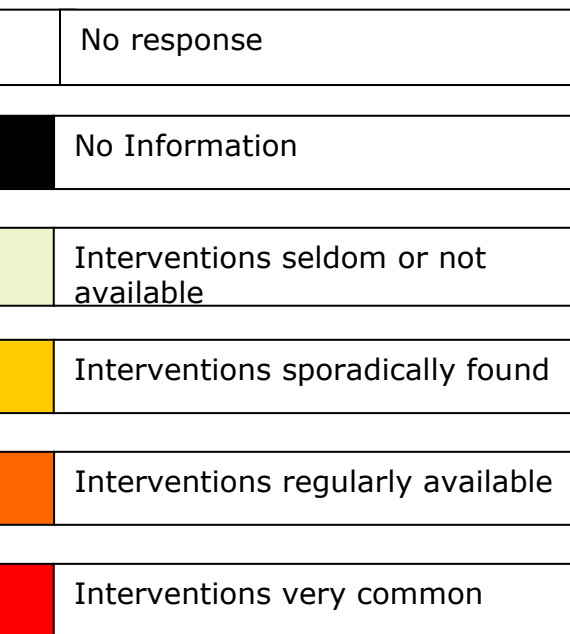 No response
No Information
Interventions seldom or not
available
Interventions sporadically found
Interventions regularly available
Interventions very common